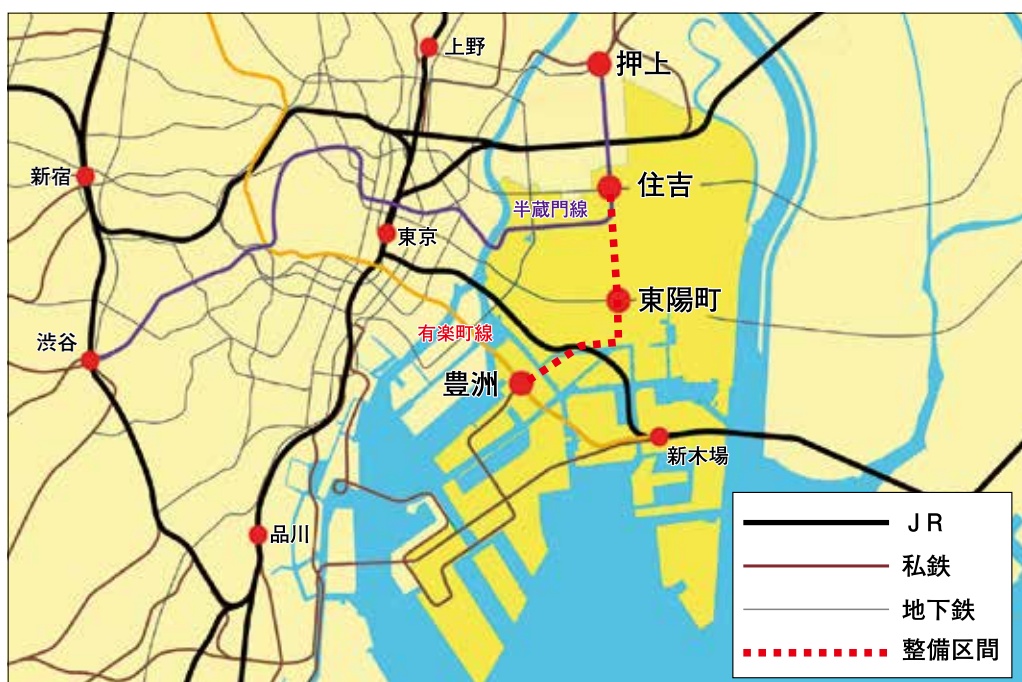 上野
押上
新宿
住吉
半蔵門線
東京
東陽町
有楽町線
渋谷
豊洲
新木場
品川
ＪＲ
私鉄
地下鉄
整備区間